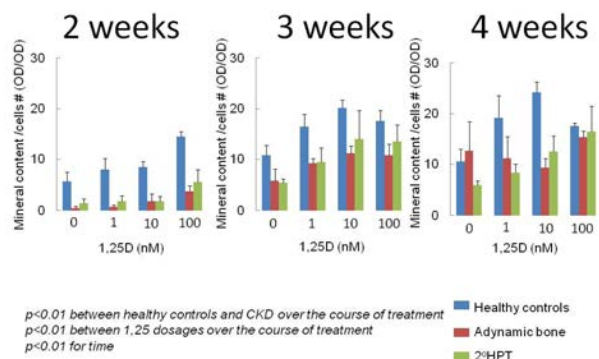 2 weeks
3 weeks
4 weeks
Mineral content /cells # (OD/OD)
30
20
10
0
0 1 10 100
1,25D (nM)
Mineral content /cells # (OD/OD)
30
20
10
0
0 1 10 100
1,25D (nM)
Mineral content /cells # (OD/OD)
30
20
10
0
0 1 10 100
1,25D (nM)
p<0.01 between healthy controls and CKD over the course of treatment
p<0.01 between 1,25 dosages over the course of treatment
p<0.01 for time
Healthy controls
Adynamic bone
2⁰HPT